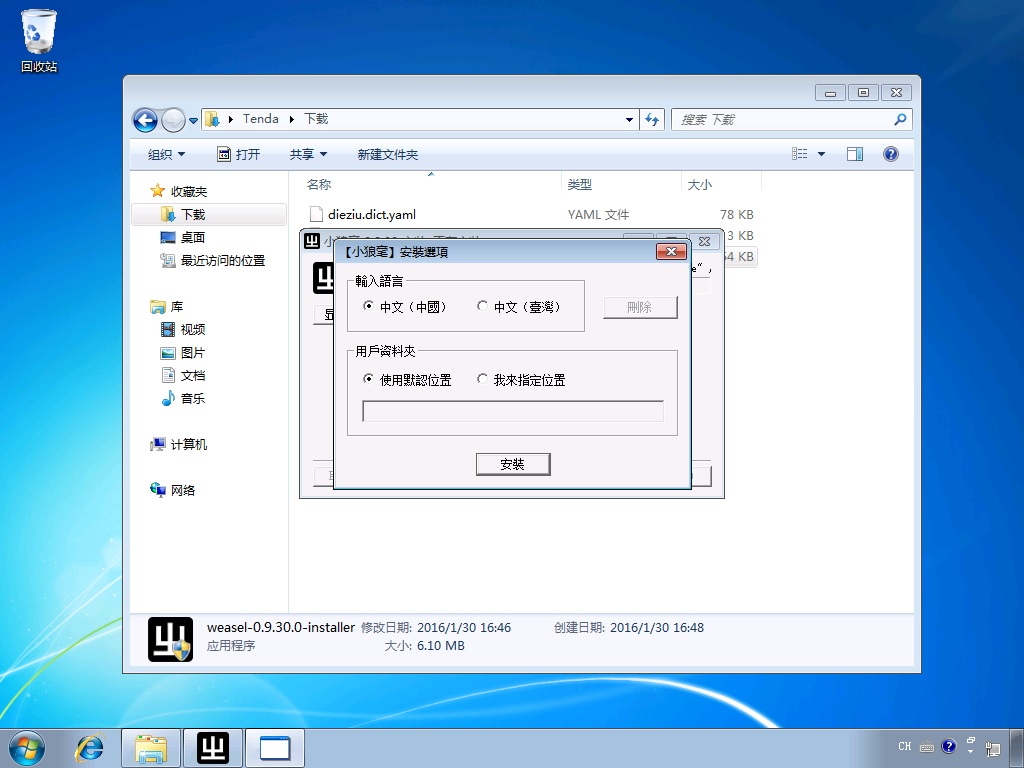 回收站
Tenda 下载
搜索 下载
组织 打开 共享 新建文件夹
收藏夹
下载
桌面
最近访问的位置
库
视频
图片
文档
音乐
计算机
网络
名称 类型 大小
dieziu.dict.yaml YAML 文件 78 KB
3 KB
4 KB
【小狼毫】安裝選項
輸入語言
中文（中國） 中文（臺灣） 刪除
用戶資料夾
使用默認位置 我來指定位置
安裝
weasel-0.9.30.0-installer 修改日期: 2016/1/30 16:46 创建日期: 2016/1/30 16:48
应用程序 大小: 6.10 MB
CH